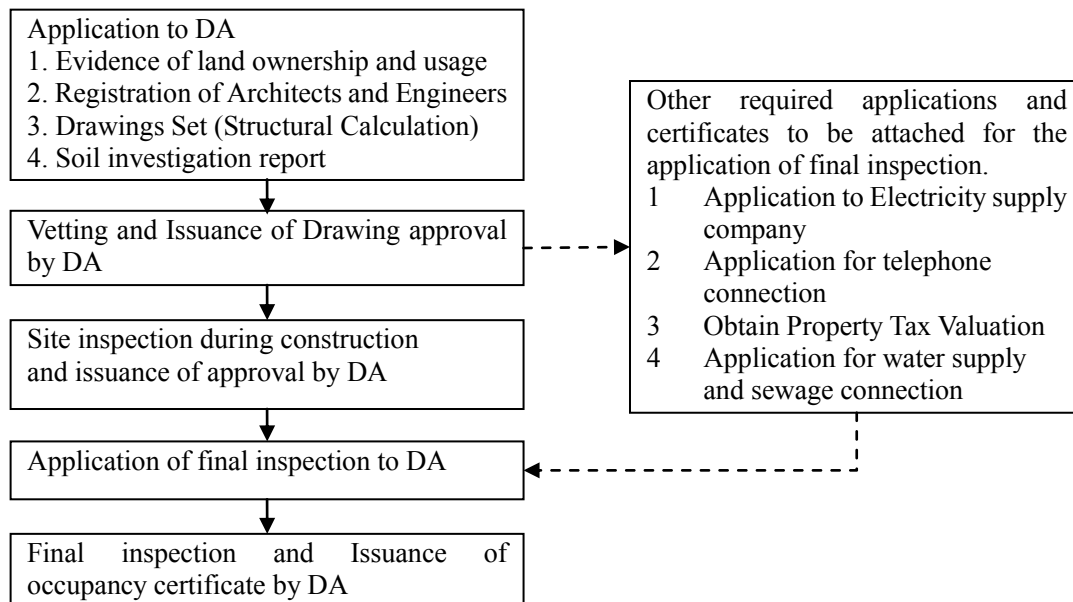 Application to DA
1. Evidence of land ownership and usage
2. Registration of Architects and Engineers
3. Drawings Set (Structural Calculation)
4. Soil investigation report
Vetting and Issuance of Drawing approval
by DA
Site inspection during construction
and issuance of approval by DA
Application of final inspection to DA
Final inspection and Issuance of
occupancy certificate by DA
Other required applications and
certificates to be attached for the
application of final inspection.
1 Application to Electricity supply
company
2 Application for telephone
connection
3 Obtain Property Tax Valuation
4 Application for water supply
and sewage connection